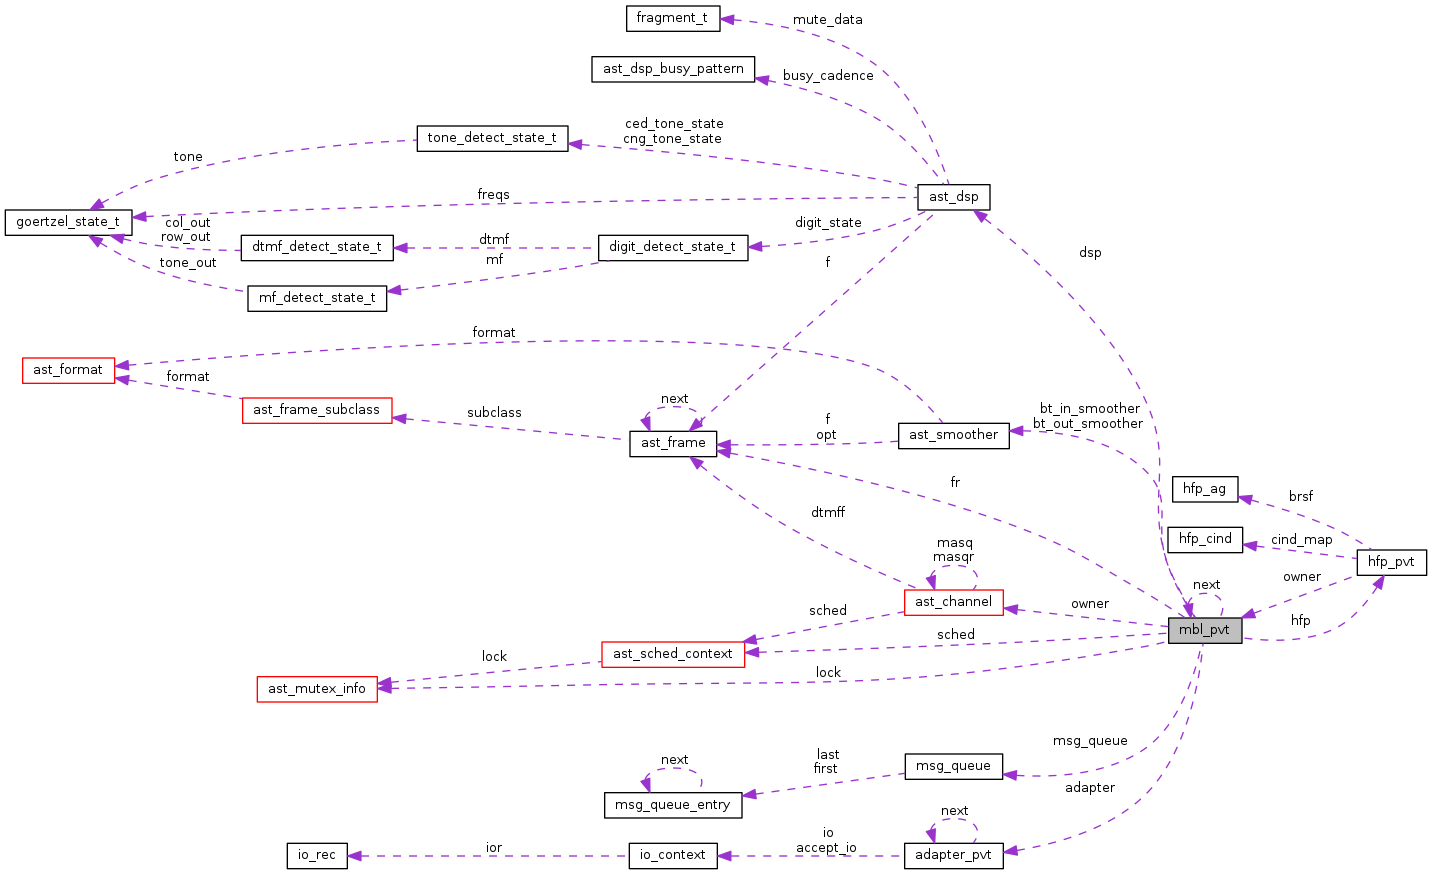 fragment_t
mute_data
ast_dsp_busy_pattern
busy_cadence
tone_detect_state_t
ced_tone_state
cng_tone_state
tone
freqs
ast_dsp
goertzel_state_t
col_out
row_out
dtmf_detect_state_t
dtmf
digit_detect_state_t
digit_state
tone_out
mf
mf_detect_state_t
f
dsp
format
ast_format
format
ast_frame_subclass
subclass
next
ast_frame
f
opt
ast_smoother
bt_in_smoother
bt_out_smoother
fr
hfp_ag
brsf
dtmff
hfp_cind
cind_map
hfp_pvt
masq
masqr
ast_channel
owner
next
owner
mbl_pvt
hfp
sched
sched
ast_sched_context
lock
lock
ast_mutex_info
msg_queue
last
first
msg_queue
next
msg_queue_entry
adapter
next
io
accept_io
adapter_pvt
io_context
ior
io_rec